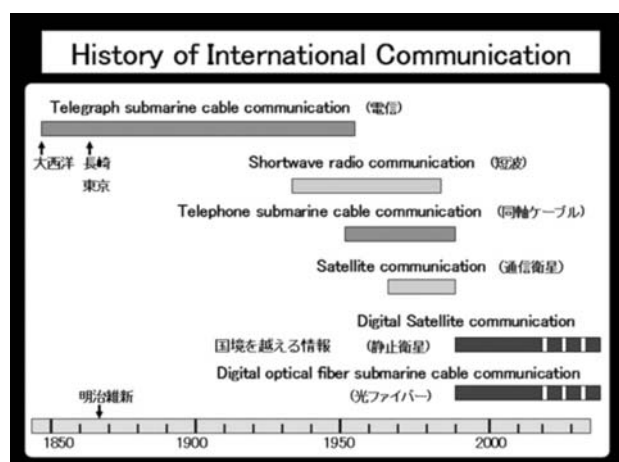 History of International Communication
Telegraph submarine cable communication (電信)
大西洋 長崎
東京
Shortwave radio communication (短波)
Telephone submarine cable communication (同軸ケーブル)
Satellite communication (通信衛星)
Digital Satellite communication
国境を越える情報 (静止衛星)
Digital optical fiber submarine cable communication
明治維新 (光ファイバー)
1850 1900 1950 2000